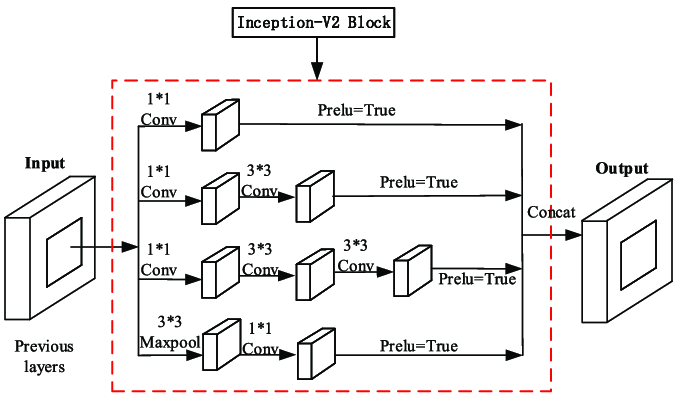 Inception-V2 Block
1*1
Conv
Prelu=True
Input
1*1
Conv
3*3
Conv
Prelu=True
Output
Concat
1*1
Conv
3*3
Conv
3*3
Conv
Prelu=True
3*3
Maxpool
1*1
Conv
Prelu=True
Previous
layers